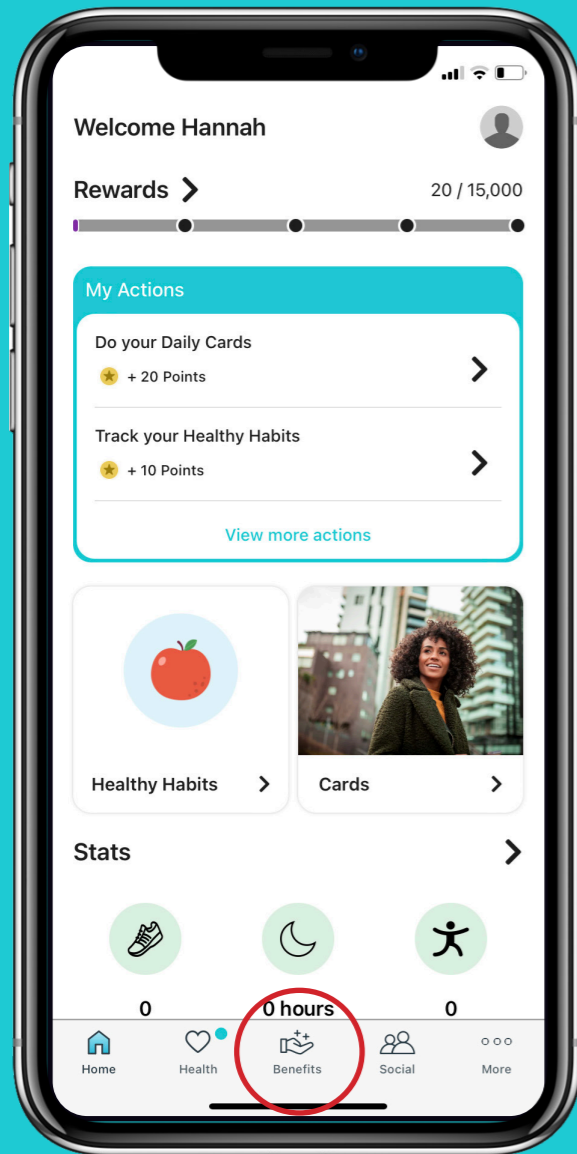 Welcome Hannah
Rewards
20 / 15,000
My Actions
Do your Daily Cards
+ 20 Points
Track your Healthy Habits
+ 10 Points
View more actions
Healthy Habits
Cards
Stats
0
0 hours
0
Home
Health
Benefits
Social
More